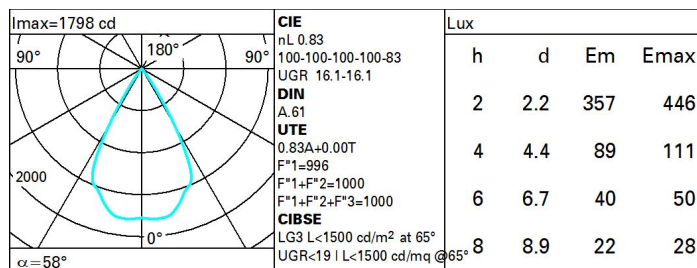 Imax=1798 cd
90°
180°
90°
2000
0°
α=58°
CIE
nL 0.83
100-100-100-100-83
UGR 16.1-16.1
DIN
A.61
UTE
0.83A+0.00T
F"1=996
F"1+F"2=1000
F"1+F"2+F"3=1000
CIBSE
LG3 L<1500 cd/m² at 65°
UGR<19 | L<1500 cd/mq @65°
Lux
h d Em Emax
2 2.2 357 446
4 4.4 89 111
6 6.7 40 50
8 8.9 22 28